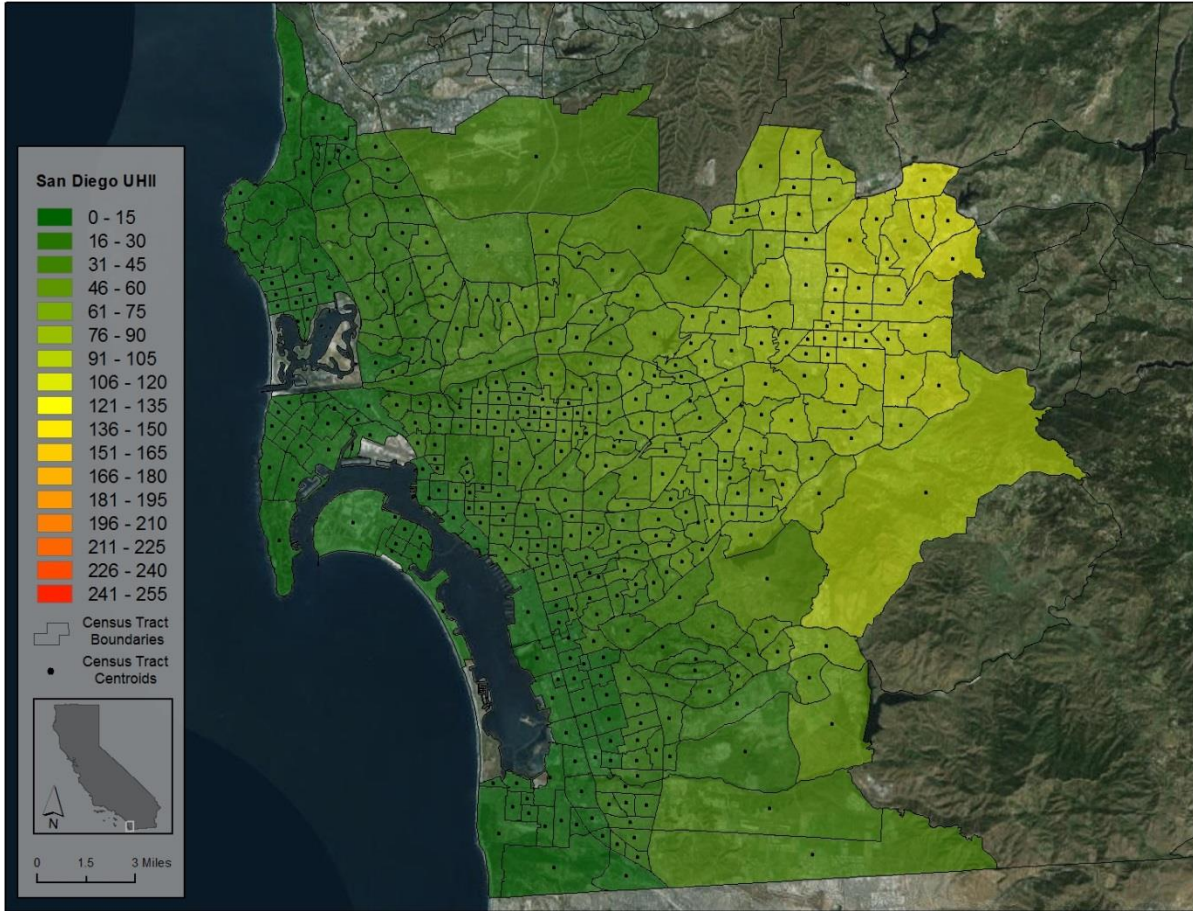 San Diego UHII
0 - 15
16 - 30
31 - 45
46 - 60
61 - 75
76 - 90
91 - 105
106 - 120
121 - 135
136 - 150
151 - 165
166 - 180
181 - 195
196 - 210
211 - 225
226 - 240
241 - 255
Census Tract
Boundaries
Census Tract
Centroids
N
0 1.5 3 Miles